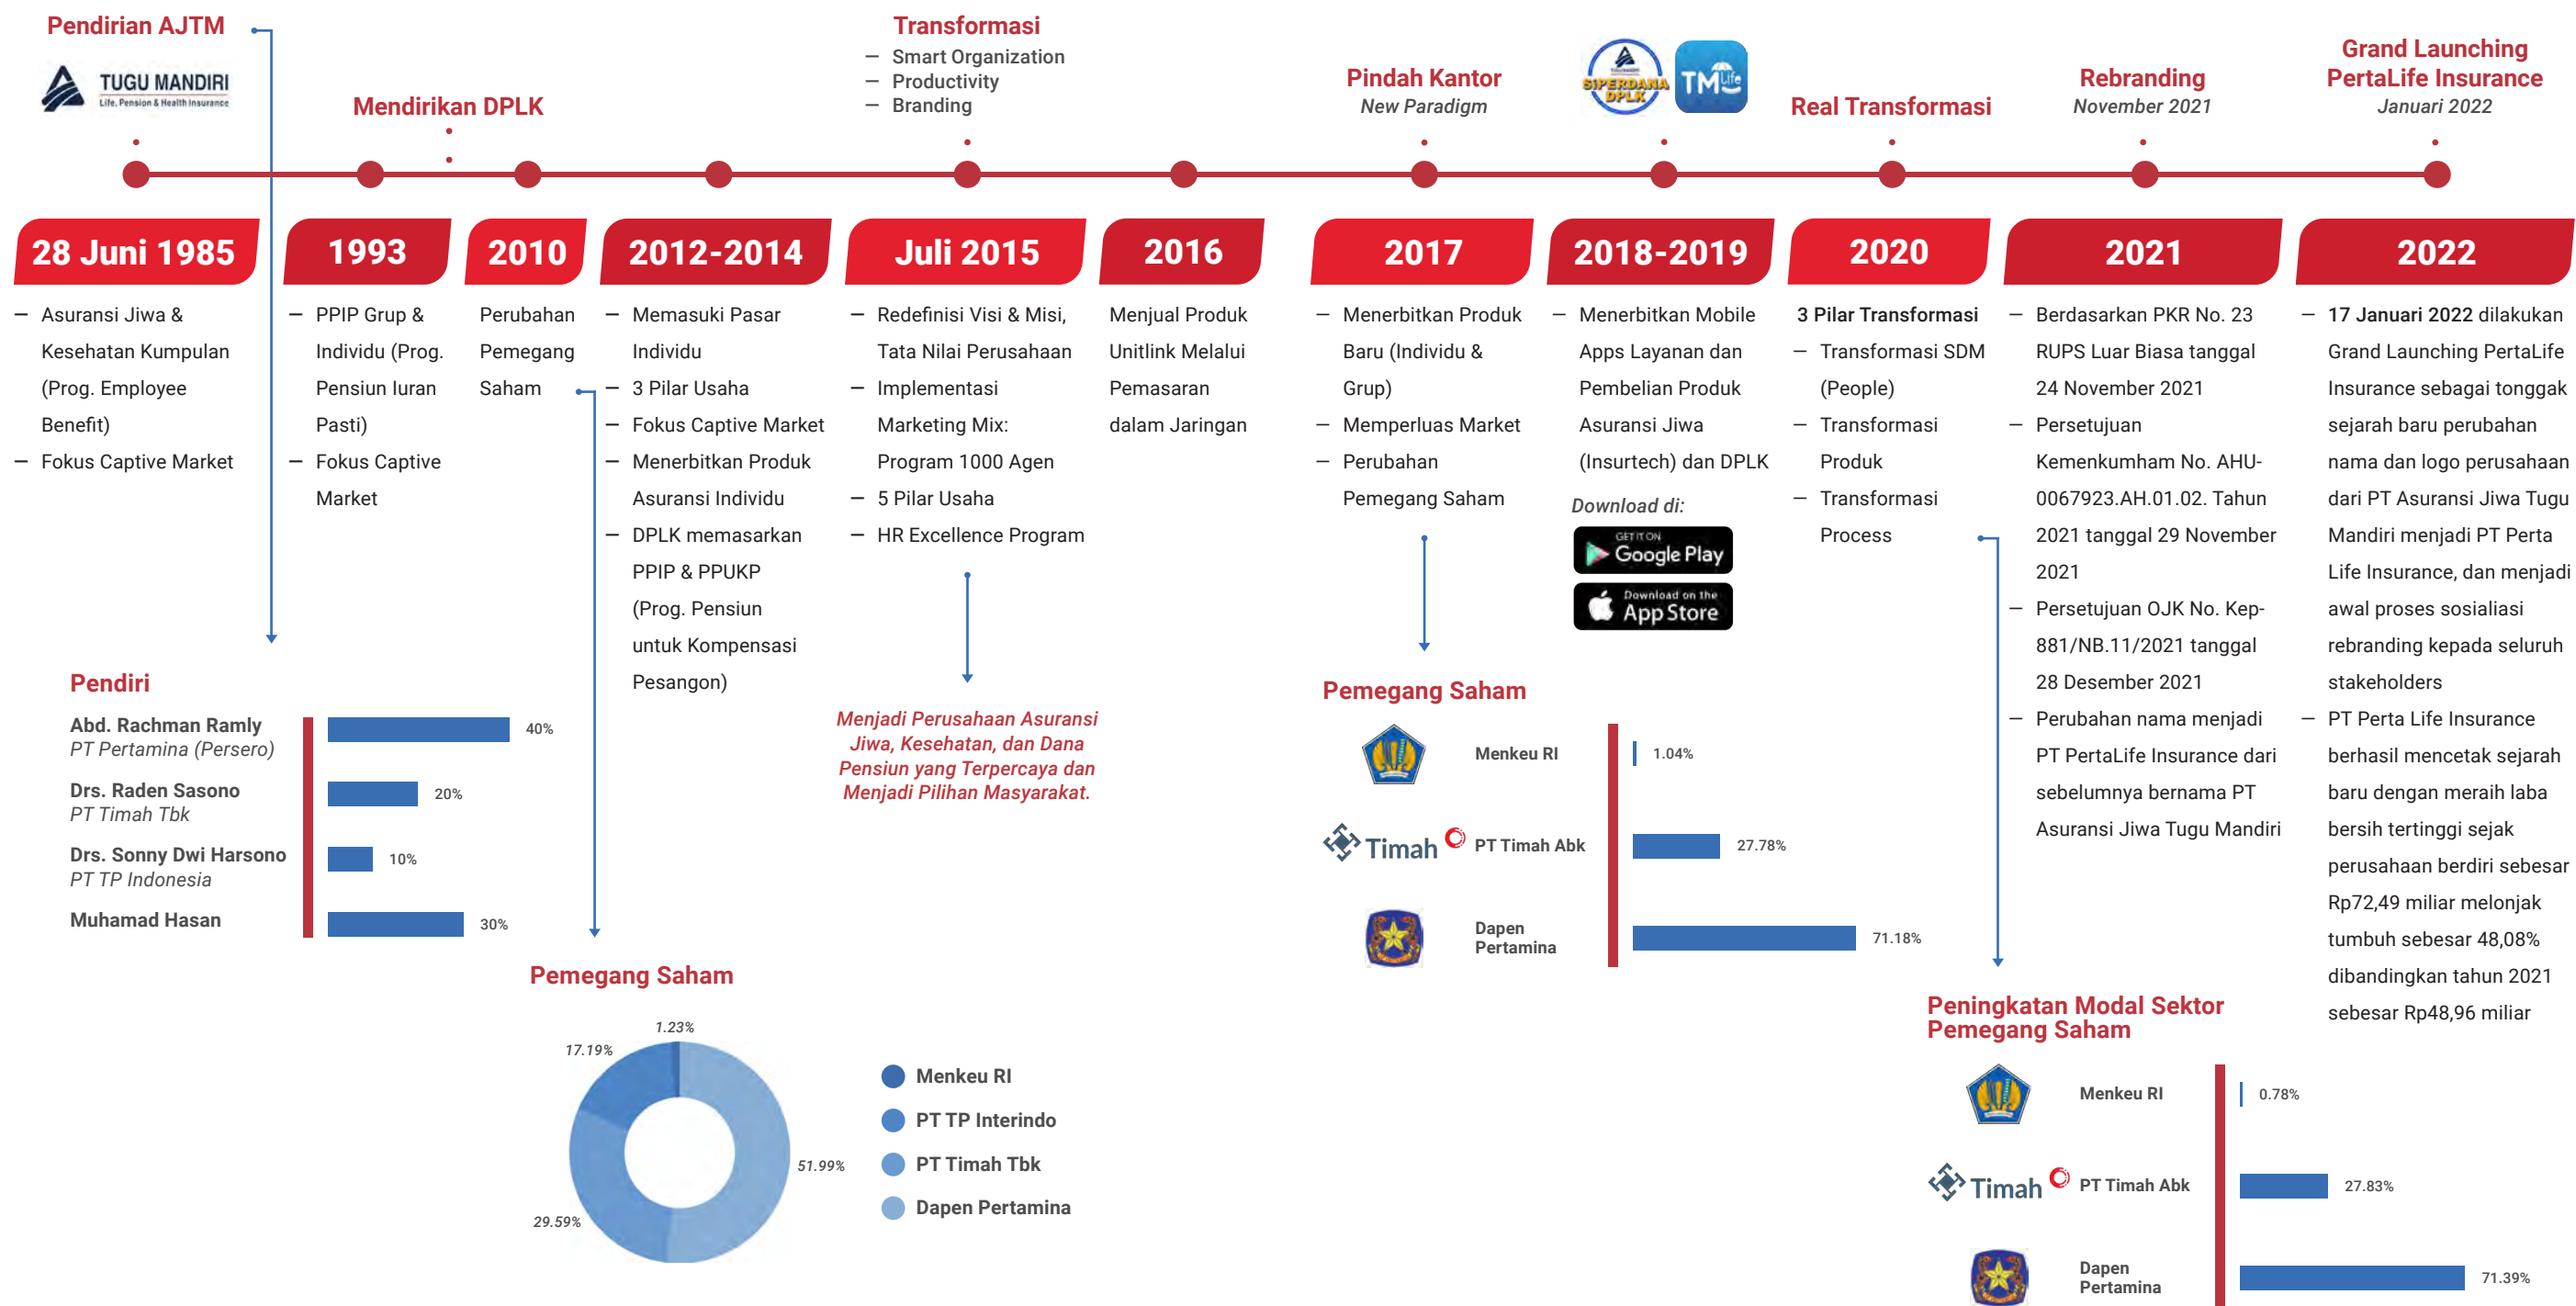 Pendirian AJTM
TUGU MANDIRI
Life, Pension & Health Insurance
Mendirikan DPLK
Transformasi
— Smart Organization
— Productivity
— Branding
Pindah Kantor
New Paradigm
TUGU MANDIRI
SIPERDANA
DPLK
TM Life
Real Transformasi
Rebranding
November 2021
Grand Launching
PertaLife Insurance
Januari 2022
28 Juni 1985
— Asuransi Jiwa &
Kesehatan Kumpulan
(Prog. Employee
Benefit)
— Fokus Captive Market
Pendiri
Abd. Rachman Ramly
PT Pertamina (Persero)
40%
Drs. Raden Sasono
PT Timah Tbk
20%
Drs. Sonny Dwi Harsono
PT TP Indonesia
10%
Muhamad Hasan
30%
1993
— PPIP Grup &
Individu (Prog.
Pensiun Iuran
Pasti)
— Fokus Captive
Market
2010
Perubahan
Pemegang
Saham
Pemegang Saham
1.23%
17.19%
51.99%
29.59%
Menkeu RI
PT TP Interindo
PT Timah Tbk
Dapen Pertamina
2012-2014
— Memasuki Pasar
Individu
— 3 Pilar Usaha
— Fokus Captive Market
— Menerbitkan Produk
Asuransi Individu
— DPLK memasarkan
PPIP & PPUKP
(Prog. Pensiun
untuk Kompensasi
Pesangon)
Juli 2015
— Redefinisi Visi & Misi,
Tata Nilai Perusahaan
— Implementasi
Marketing Mix:
Program 1000 Agen
— 5 Pilar Usaha
— HR Excellence Program
Menjadi Perusahaan Asuransi
Jiwa, Kesehatan, dan Dana
Pensiun yang Terpercaya dan
Menjadi Pilihan Masyarakat.
2016
Menjual Produk
Unitlink Melalui
Pemasaran
dalam Jaringan
2017
— Menerbitkan Produk
Baru (Individu &
Grup)
— Memperluas Market
— Perubahan
Pemegang Saham
Pemegang Saham
Menkeu RI
1.04%
Timah
PT Timah Abk
27.78%
Dapen
Pertamina
71.18%
2018-2019
— Menerbitkan Mobile
Apps Layanan dan
Pembelian Produk
Asuransi Jiwa
(Insurtech) dan DPLK
Download di:
GET IT ON
Google Play
Download on the
App Store
2020
3 Pilar Transformasi
— Transformasi SDM
(People)
— Transformasi
Produk
— Transformasi
Process
Peningkatan Modal Sektor
Pemegang Saham
Menkeu RI
0.78%
Timah
PT Timah Abk
27.83%
Dapen
Pertamina
71.39%
2021
— Berdasarkan PKR No. 23
RUPS Luar Biasa tanggal
24 November 2021
— Persetujuan
Kemenkumham No. AHU-
0067923.AH.01.02. Tahun
2021 tanggal 29 November
2021
— Persetujuan OJK No. Kep-
881/NB.11/2021 tanggal
28 Desember 2021
— Perubahan nama menjadi
PT PertaLife Insurance dari
sebelumnya bernama PT
Asuransi Jiwa Tugu Mandiri
2022
— 17 Januari 2022 dilakukan
Grand Launching PertaLife
Insurance sebagai tonggak
sejarah baru perubahan
nama dan logo perusahaan
dari PT Asuransi Jiwa Tugu
Mandiri menjadi PT Perta
Life Insurance, dan menjadi
awal proses sosialiasi
rebranding kepada seluruh
stakeholders
— PT Perta Life Insurance
berhasil mencetak sejarah
baru dengan meraih laba
bersih tertinggi sejak
perusahaan berdiri sebesar
Rp72,49 miliar melonjak
tumbuh sebesar 48,08%
dibandingkan tahun 2021
sebesar Rp48,96 miliar